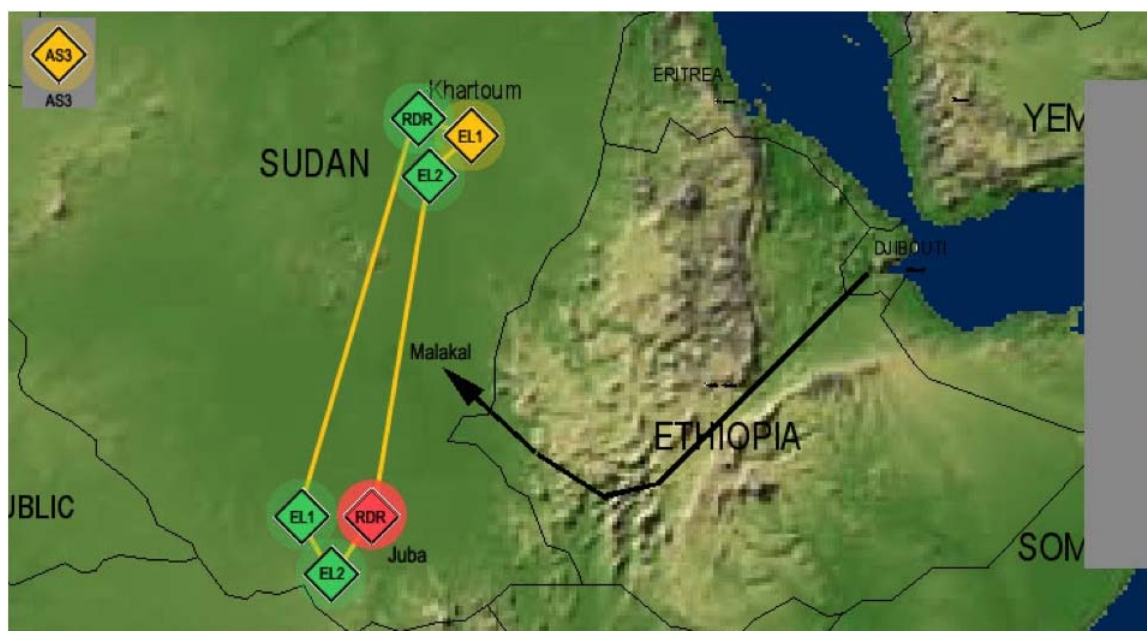 AS3
AS3
Khartoum
ERITREA
RDR
EL1
YEM
SUDAN
EL2
DJIBOUTI
Malakal
ETHIOPIA
UBLIC
EL1
RDR
SOM
Juba
EL2